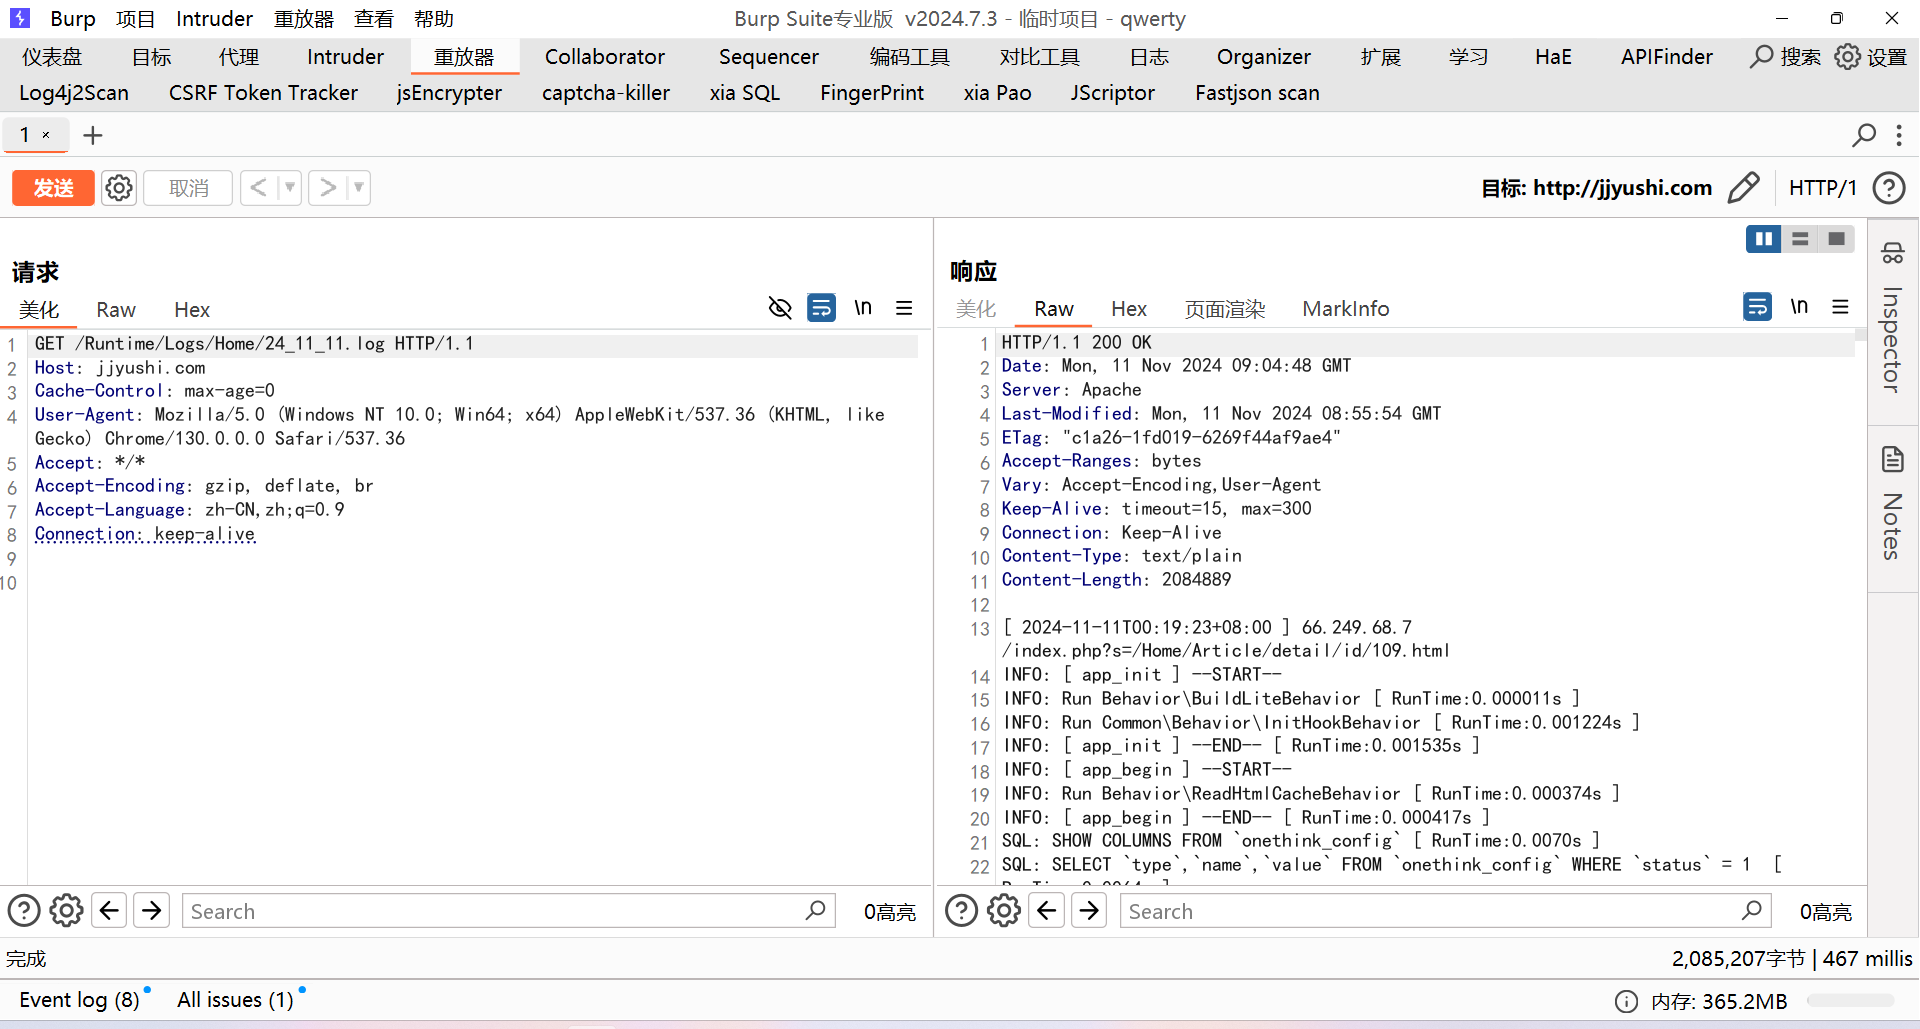 Burp 项目 Intruder 重放器 查看 帮助 Burp Suite专业版 v2024.7.3 - 临时项目 - qwerty
仪表盘 目标 代理 Intruder 重放器 Collaborator Sequencer 编码工具 对比工具 日志 Organizer 扩展 学习 HaE APIFinder 搜索 设置
Log4j2Scan CSRF Token Tracker jsEncrypter captcha-killer xia SQL FingerPrint xia Pao JScriptor Fastjson scan
1 × +
发送 取消 < > 目标: http://jjyushi.com HTTP/1
请求
美化 Raw Hex \n
1 GET /Runtime/Logs/Home/24_11_11.log HTTP/1.1
2 Host: jjyushi.com
3 Cache-Control: max-age=0
4 User-Agent: Mozilla/5.0 (Windows NT 10.0; Win64; x64) AppleWebKit/537.36 (KHTML, like
Gecko) Chrome/130.0.0.0 Safari/537.36
5 Accept: */*
6 Accept-Encoding: gzip, deflate, br
7 Accept-Language: zh-CN,zh;q=0.9
8 Connection: keep-alive
9
10
Search 0高亮
响应
美化 Raw Hex 页面渲染 MarkInfo \n
1 HTTP/1.1 200 OK
2 Date: Mon, 11 Nov 2024 09:04:48 GMT
3 Server: Apache
4 Last-Modified: Mon, 11 Nov 2024 08:55:54 GMT
5 ETag: "c1a26-1fd019-6269f44af9ae4"
6 Accept-Ranges: bytes
7 Vary: Accept-Encoding,User-Agent
8 Keep-Alive: timeout=15, max=300
9 Connection: Keep-Alive
10 Content-Type: text/plain
11 Content-Length: 2084889
12
13 [ 2024-11-11T00:19:23+08:00 ] 66.249.68.7
/index.php?s=/Home/Article/detail/id/109.html
14 INFO: [ app_init ] --START--
15 INFO: Run Behavior\BuildLiteBehavior [ RunTime:0.000011s ]
16 INFO: Run Common\Behavior\InitHookBehavior [ RunTime:0.001224s ]
17 INFO: [ app_init ] --END-- [ RunTime:0.001535s ]
18 INFO: [ app_begin ] --START--
19 INFO: Run Behavior\ReadHtmlCacheBehavior [ RunTime:0.000374s ]
20 INFO: [ app_begin ] --END-- [ RunTime:0.000417s ]
21 SQL: SHOW COLUMNS FROM `onethink_config` [ RunTime:0.0070s ]
22 SQL: SELECT `type`,`name`,`value` FROM `onethink_config` WHERE `status` = 1  [
Search 0高亮
Inspector
Notes
完成 2,085,207字节 | 467 millis
Event log (8) All issues (1) 内存: 365.2MB